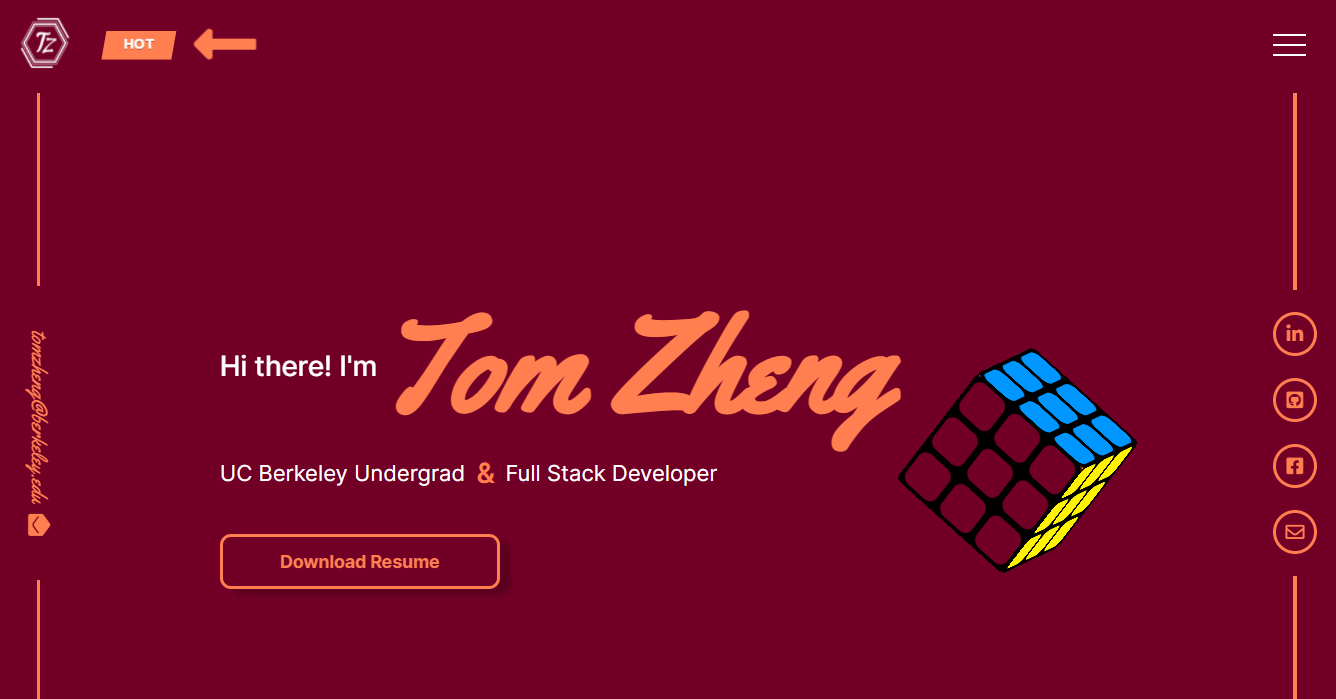 TZ
HOT
Hi there! I'm Tom Zheng
UC Berkeley Undergrad & Full Stack Developer
Download Resume
tomzheng@berkeley.edu
in